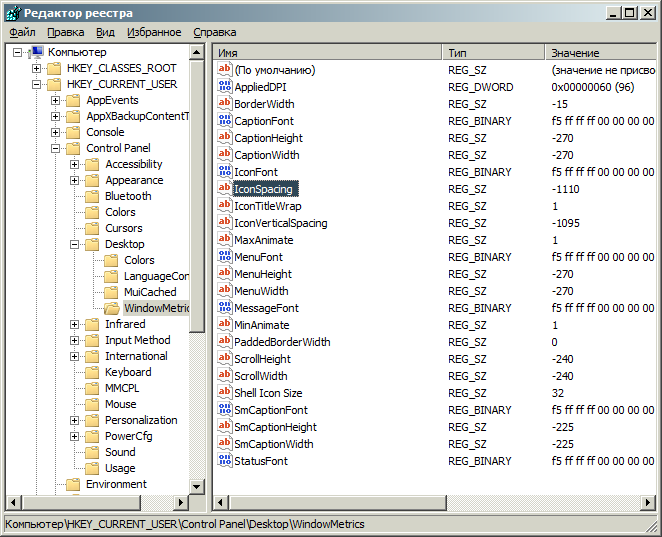 Редактор реестра
Файл Правка Вид Избранное Справка
Компьютер
HKEY_CLASSES_ROOT
HKEY_CURRENT_USER
AppEvents
AppXBackupContentT
Console
Control Panel
Accessibility
Appearance
Bluetooth
Colors
Cursors
Desktop
Colors
LanguageCon
MuiCached
WindowMetric
Infrared
Input Method
International
Keyboard
MMCPL
Mouse
Personalization
PowerCfg
Sound
Usage
Environment
Имя Тип Значение
(По умолчанию) REG_SZ (значение не присво
AppliedDPI REG_DWORD 0x00000060 (96)
BorderWidth REG_SZ -15
CaptionFont REG_BINARY f5 ff ff ff 00 00 00 00
CaptionHeight REG_SZ -270
CaptionWidth REG_SZ -270
IconFont REG_BINARY f5 ff ff ff 00 00 00 00
IconSpacing REG_SZ -1110
IconTitleWrap REG_SZ 1
IconVerticalSpacing REG_SZ -1095
MaxAnimate REG_SZ 1
MenuFont REG_BINARY f5 ff ff ff 00 00 00 00
MenuHeight REG_SZ -270
MenuWidth REG_SZ -270
MessageFont REG_BINARY f5 ff ff ff 00 00 00 00
MinAnimate REG_SZ 1
PaddedBorderWidth REG_SZ 0
ScrollHeight REG_SZ -240
ScrollWidth REG_SZ -240
Shell Icon Size REG_SZ 32
SmCaptionFont REG_BINARY f5 ff ff ff 00 00 00 00
SmCaptionHeight REG_SZ -225
SmCaptionWidth REG_SZ -225
StatusFont REG_BINARY f5 ff ff ff 00 00 00 00
Компьютер\HKEY_CURRENT_USER\Control Panel\Desktop\WindowMetrics